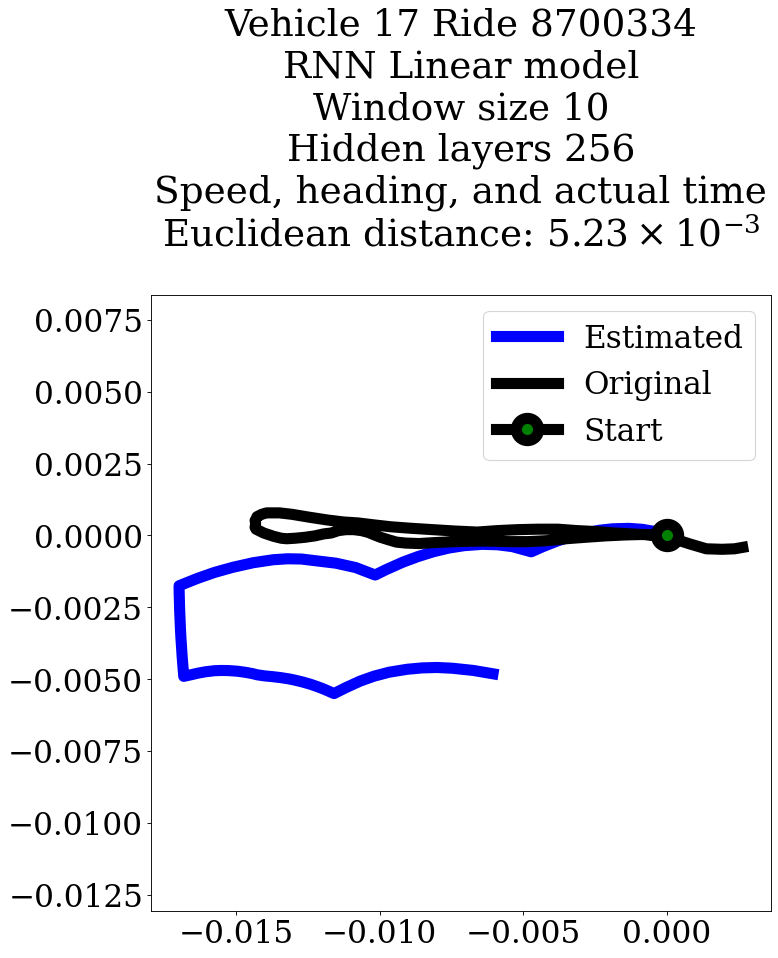 Vehicle 17 Ride 8700334
RNN Linear model
Window size 10
Hidden layers 256
Speed, heading, and actual time
Euclidean distance: 5.23 × 10⁻³
Estimated
Original
Start
0.0075
0.0050
0.0025
0.0000
−0.0025
−0.0050
−0.0075
−0.0100
−0.0125
−0.015 −0.010 −0.005 0.000